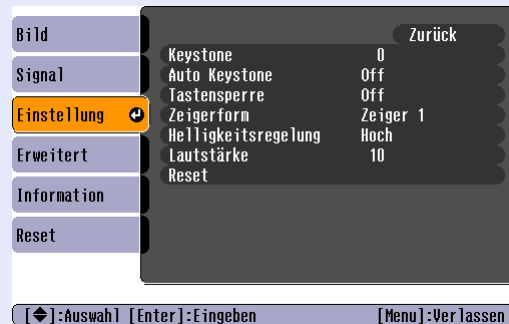 Bild
Signal
Einstellung
Erweitert
Information
Reset
Zurück
Keystone 0
Auto Keystone Off
Tastensperre Off
Zeigerform Zeiger 1
Helligkeitsregelung Hoch
Lautstärke 10
Reset
[◆]:Auswahl [Enter]:Eingeben [Menu]:Verlassen